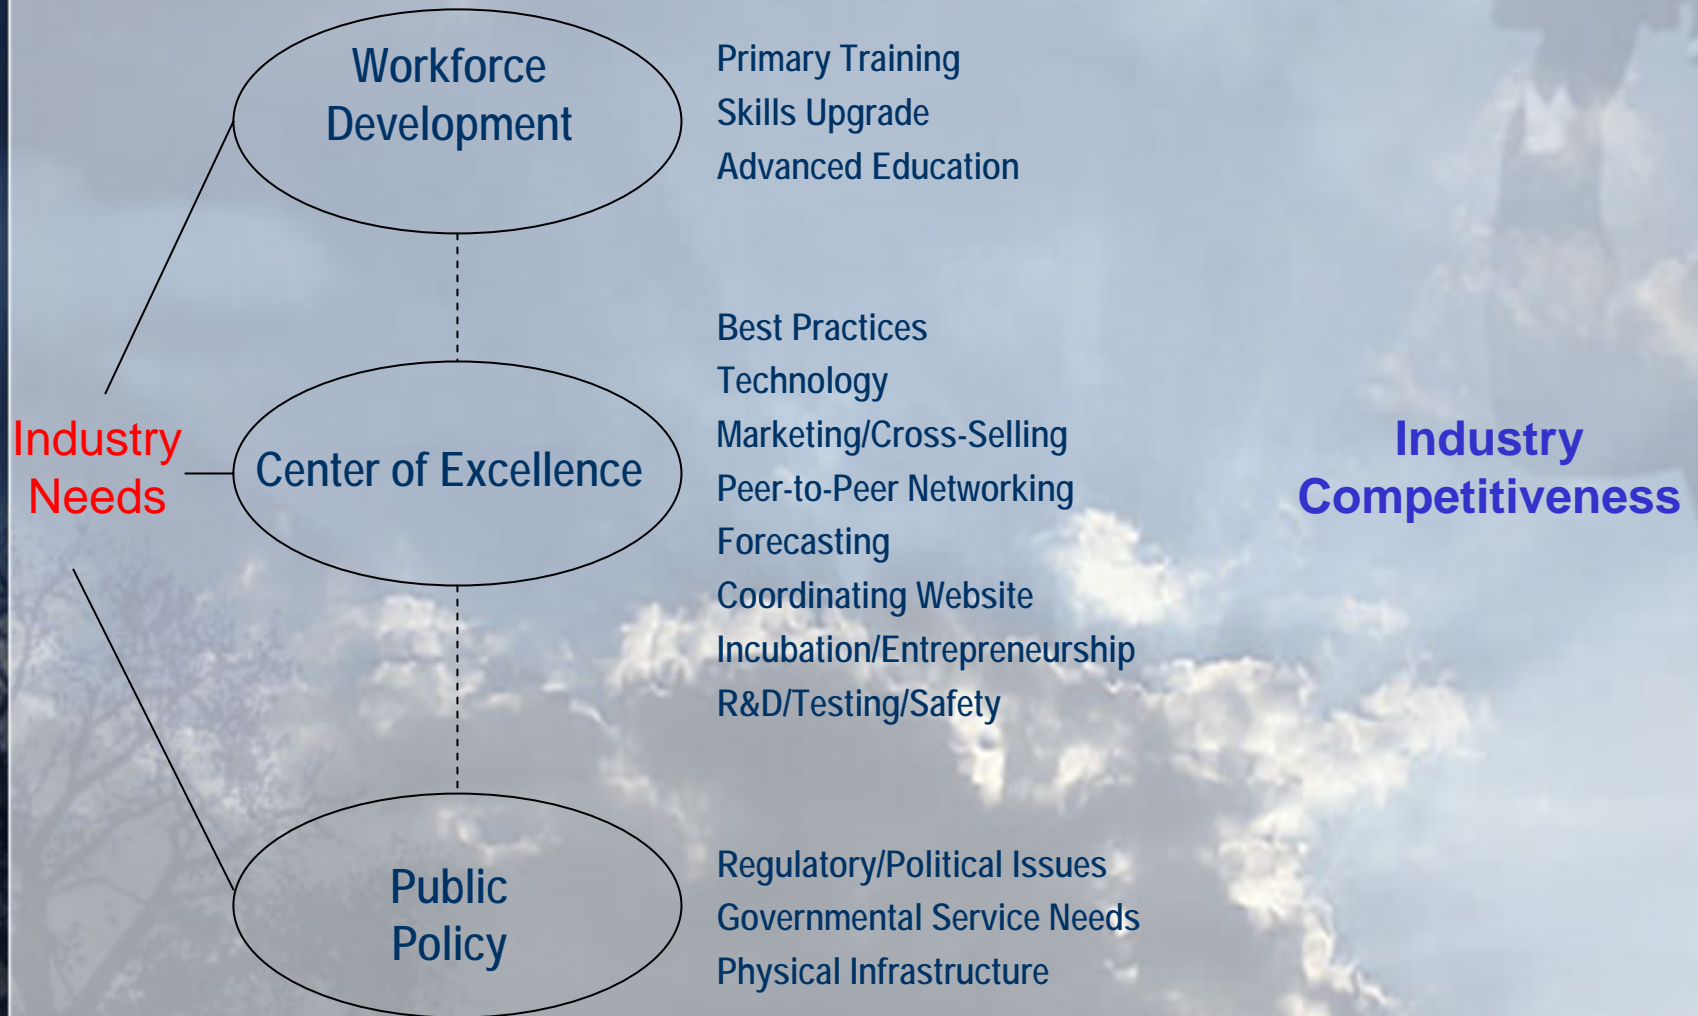 Workforce
Development
Primary Training
Skills Upgrade
Advanced Education
Industry
Needs
Center of Excellence
Best Practices
Technology
Marketing/Cross-Selling
Peer-to-Peer Networking
Forecasting
Coordinating Website
Incubation/Entrepreneurship
R&D/Testing/Safety
Industry
Competitiveness
Public
Policy
Regulatory/Political Issues
Governmental Service Needs
Physical Infrastructure